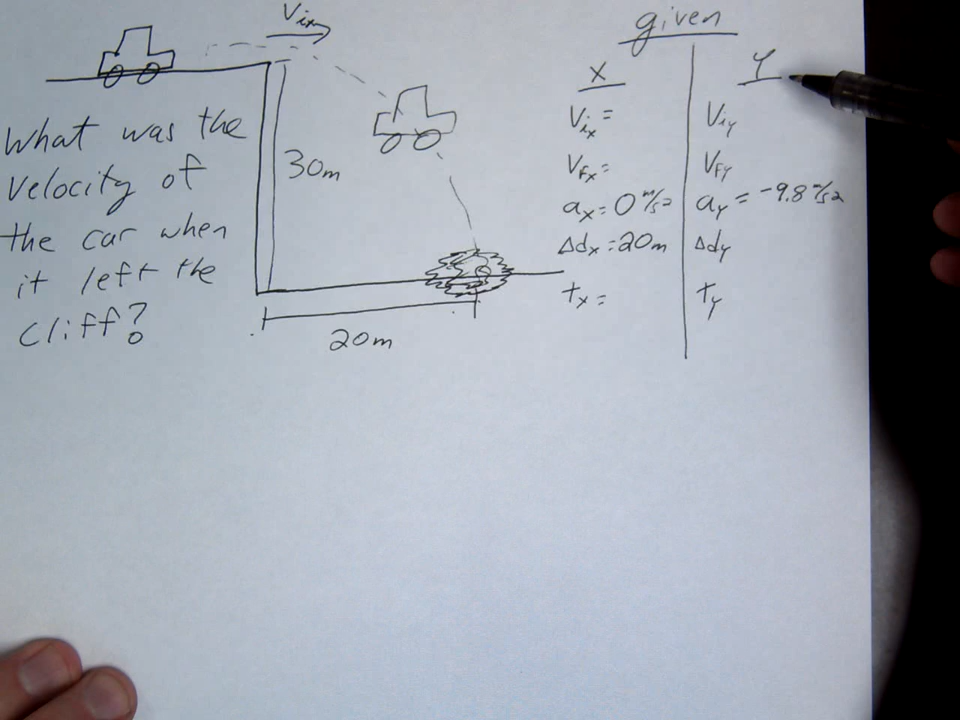 Vix
What was the
velocity of
the car when
it left the
cliff?
30m
20m
given
x
Vix=
Vfx=
ax=0 m/s2
Δdx=20m
tx=
y
Viy
Vfy
ay=-9.8 m/s2
Δdy
ty